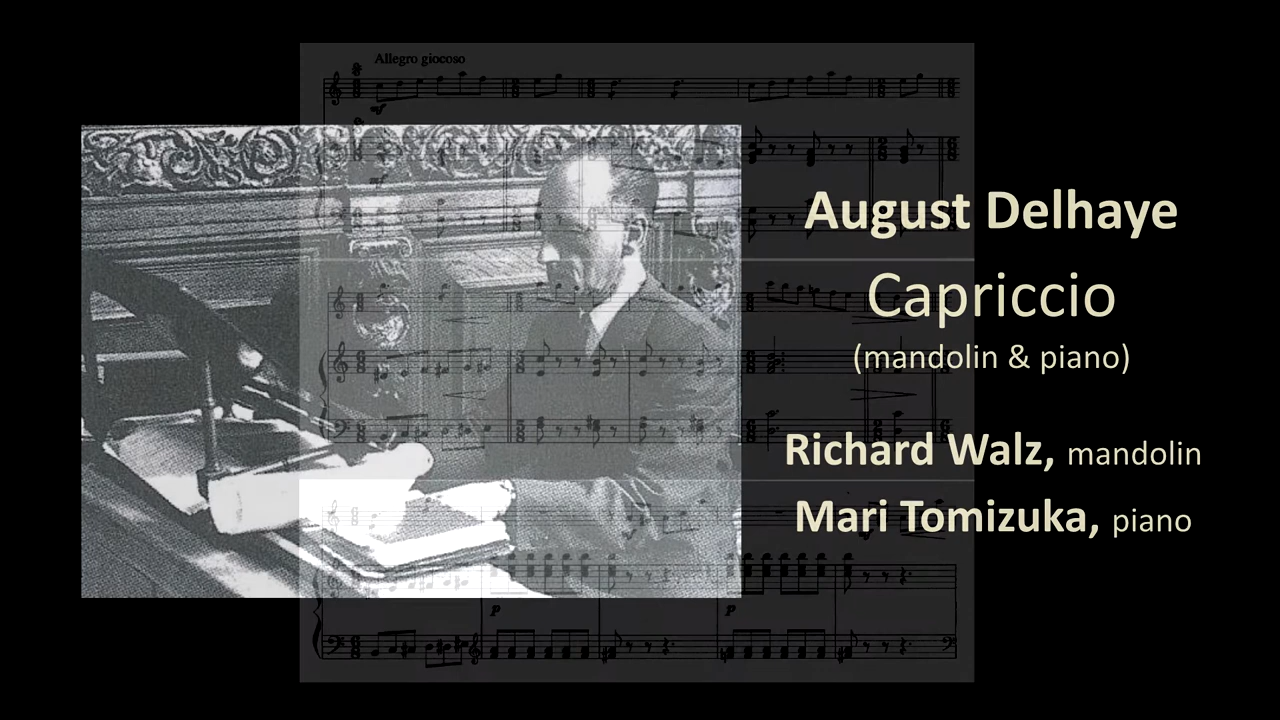 Allegro giocoso
August Delhaye
Capriccio
(mandolin & piano)
Richard Walz, mandolin
Mari Tomizuka, piano
p
p